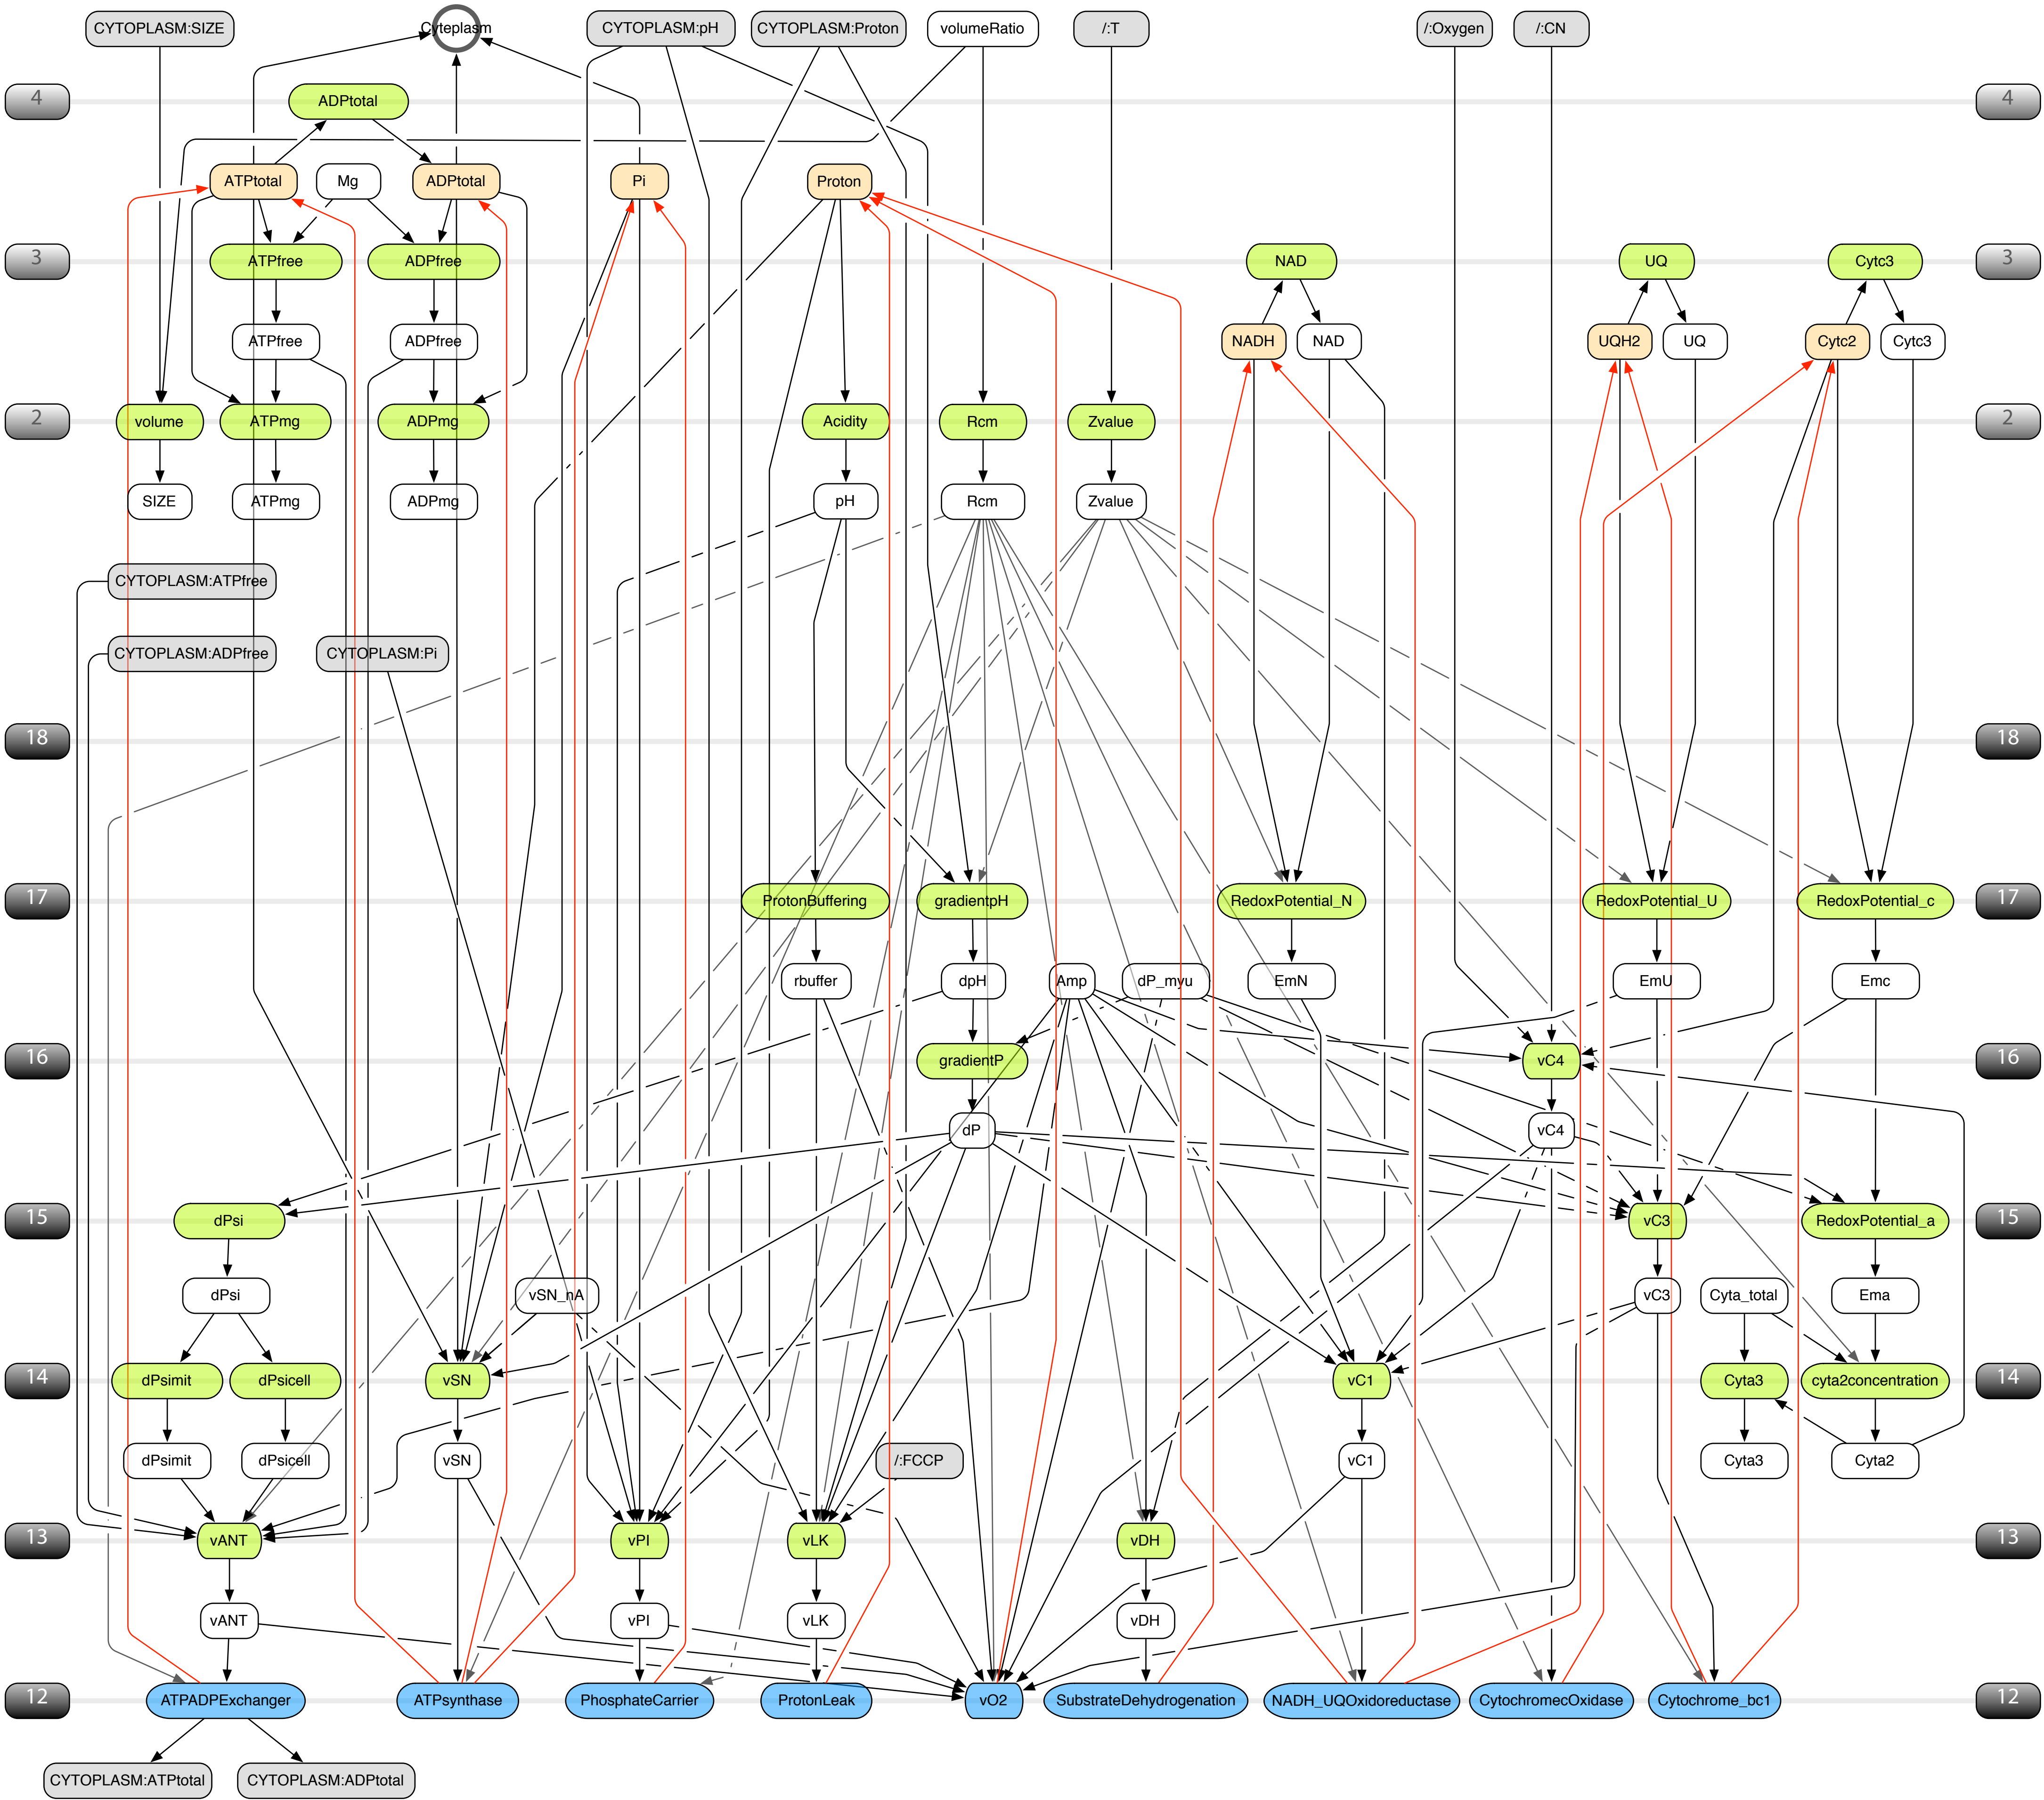 CYTOPLASM:SIZE Cyteplasm CYTOPLASM:pH CYTOPLASM:Proton volumeRatio /:T /:Oxygen /:CN
4 ADPtotal 4
ATPtotal Mg ADPtotal Pi Proton
3 ATPfree ADPfree NAD UQ Cytc3 3
ATPfree ADPfree NADH NAD UQH2 UQ Cytc2 Cytc3
2 volume ATPmg ADPmg Acidity Rcm Zvalue 2
SIZE ATPmg ADPmg pH Rcm Zvalue
CYTOPLASM:ATPfree
CYTOPLASM:ADPfree CYTOPLASM:Pi
18 18
17 ProtonBuffering gradientpH RedoxPotential_N RedoxPotential_U RedoxPotential_c 17
rbuffer dpH Amp dP_myu EmN EmU Emc
16 gradientP vC4 16
dP vC4
15 dPsi vC3 RedoxPotential_a 15
dPsi vSN_nA vC3 Cyta_total Ema
14 dPsimit dPsicell vSN vC1 Cyta3 cyta2concentration 14
dPsimit dPsicell vSN /:FCCP vC1 Cyta3 Cyta2
13 vANT vPI vLK vDH 13
vANT vPI vLK vDH
12 ATPADPExchanger ATPsynthase PhosphateCarrier ProtonLeak vO2 SubstrateDehydrogenation NADH_UQOxidoreductase CytochromecOxidase Cytochrome_bc1 12
CYTOPLASM:ATPtotal CYTOPLASM:ADPtotal